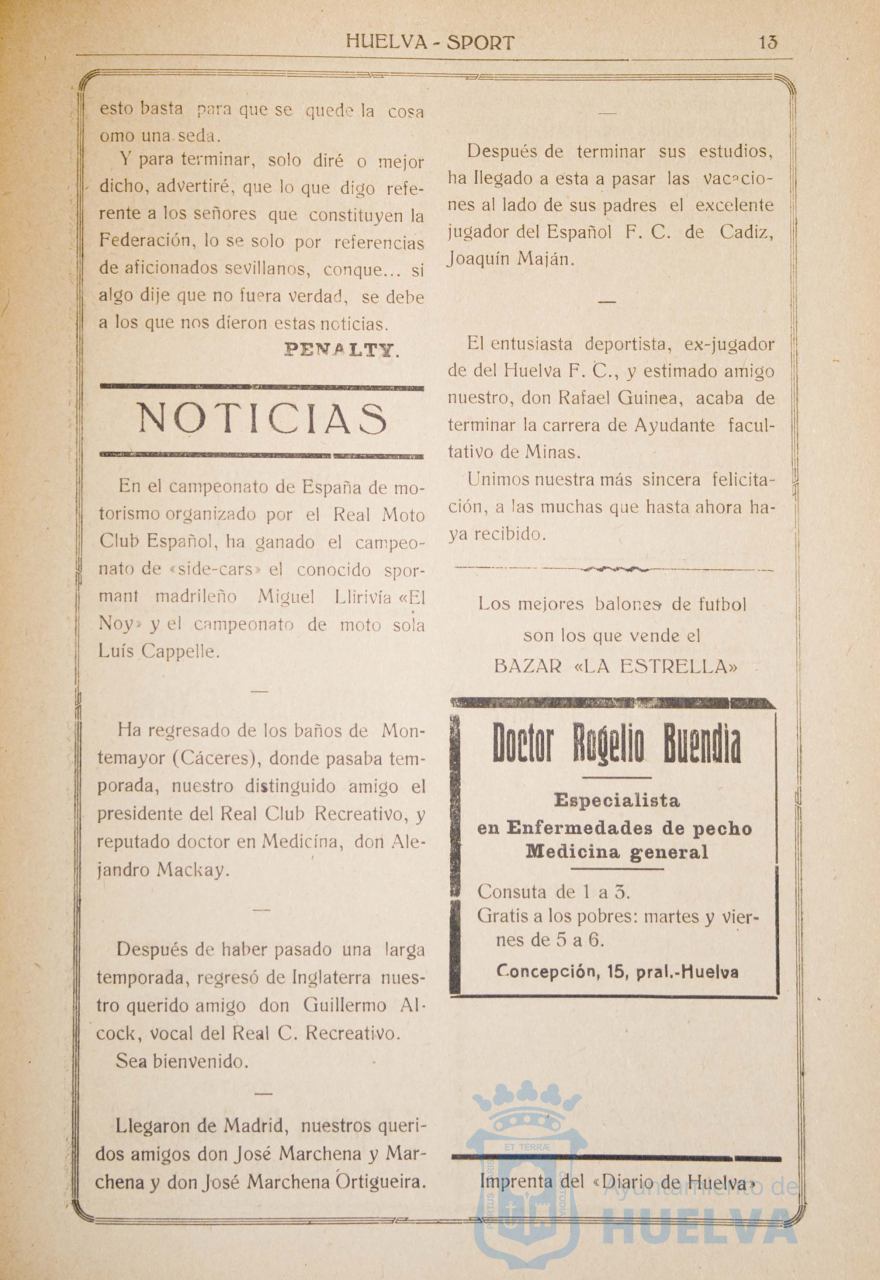 HUELVA - SPORT 13
esto basta para que se quede la cosa
omo una seda.
Y para terminar, solo diré o mejor
dicho, advertiré, que lo que digo refe-
rente a los señores que constituyen la
Federación, lo se solo por referencias
de aficionados sevillanos, conque... si
algo dije que no fuera verdad, se debe
a los que nos dieron estas noticias.
PENALTY.
NOTICIAS
En el campeonato de España de mo-
torismo organizado por el Real Moto
Club Español, ha ganado el campeo-
nato de «side-cars» el conocido spor-
mant madrileño Miguel Llirivía «El
Noy» y el campeonato de moto sola
Luís Cappelle.
—
Ha regresado de los baños de Mon-
temayor (Cáceres), donde pasaba tem-
porada, nuestro distinguido amigo el
presidente del Real Club Recreativo, y
reputado doctor en Medicína, don Ale-
jandro Mackay.
—
Después de haber pasado una larga
temporada, regresó de Inglaterra nues-
tro querido amigo don Guillermo Al-
cock, vocal del Real C. Recreativo.
Sea bienvenido.
—
Llegaron de Madrid, nuestros queri-
dos amigos don José Marchena y Mar-
chena y don José Marchena Ortigueira.
—
Después de terminar sus estudios,
ha llegado a esta a pasar las vacacio-
nes al lado de sus padres el excelente
jugador del Español F. C. de Cadiz,
Joaquín Maján.
—
El entusiasta deportista, ex-jugador
de del Huelva F. C., y estimado amigo
nuestro, don Rafael Guinea, acaba de
terminar la carrera de Ayudante facul-
tativo de Minas.
Unimos nuestra más sincera felicita-
ción, a las muchas que hasta ahora ha-
ya recibido.
Los mejores balones de futbol
son los que vende el
BAZAR «LA ESTRELLA»
Doctor Rogelio Buendia
Especialista
en Enfermedades de pecho
Medicina general
Consuta de 1 a 3.
Gratis a los pobres: martes y vier-
nes de 5 a 6.
Concepción, 15, pral.-Huelva
Imprenta del «Diario de Huelva»
ET TERRÆ
Ayuntamiento de
HUELVA